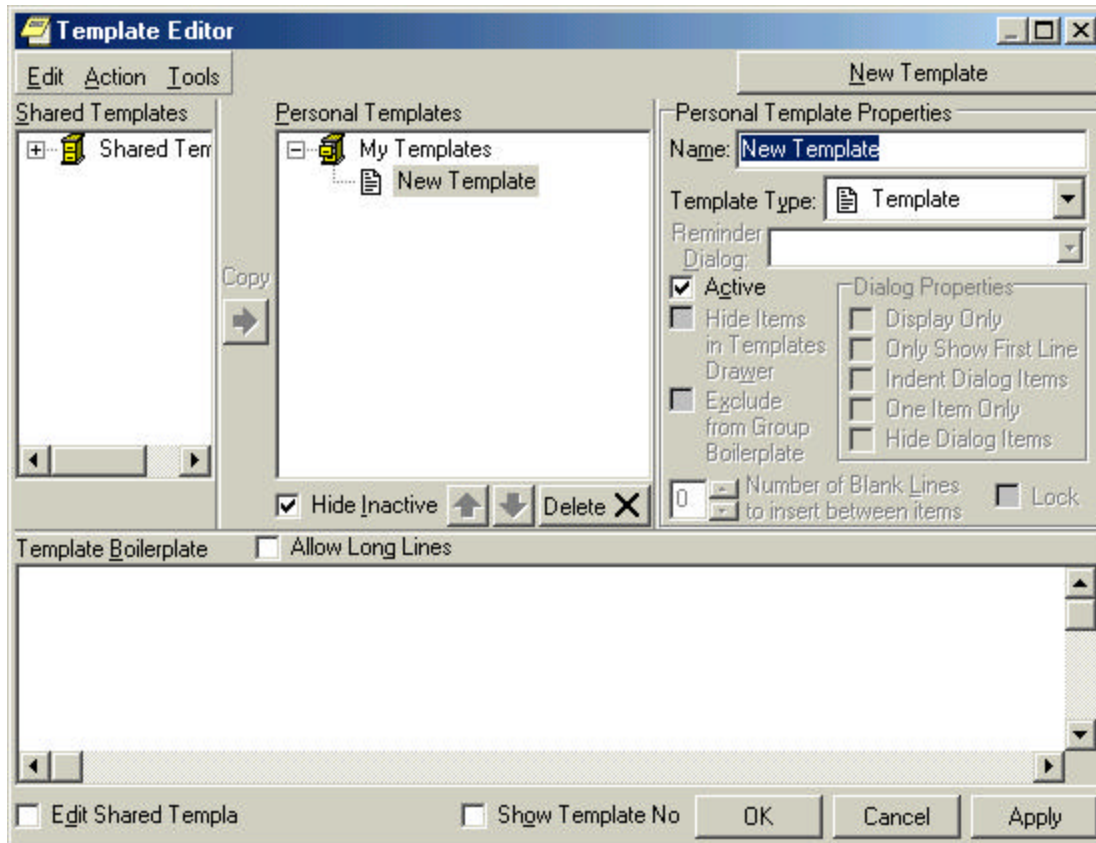 Template Editor
Edit Action Tools
New Template
Shared Templates
Shared Ten
Copy
Personal Templates
My Templates
New Template
Hide Inactive
Delete
Personal Template Properties
Name: New Template
Template Type: Template
Reminder
Dialog:
Active
Hide Items
in Templates
Drawer
Exclude
from Group
Boilerplate
Dialog Properties
Display Only
Only Show First Line
Indent Dialog Items
One Item Only
Hide Dialog Items
0
Number of Blank Lines
to insert between items
Lock
Template Boilerplate
Allow Long Lines
Edit Shared Templa
Show Template No
OK
Cancel
Apply